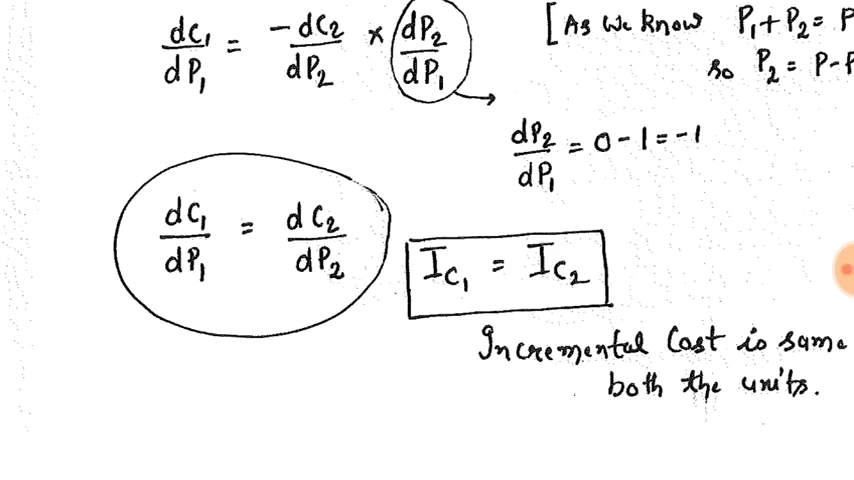 dC₁/dP₁ = -dC₂/dP₂ × dP₂/dP₁
[As we know P₁+P₂ = P
so P₂ = P-P
dP₂/dP₁ = 0-1 = -1
dC₁/dP₁ = dC₂/dP₂
I_C₁ = I_C₂
Incremental Cost is same
both the units.